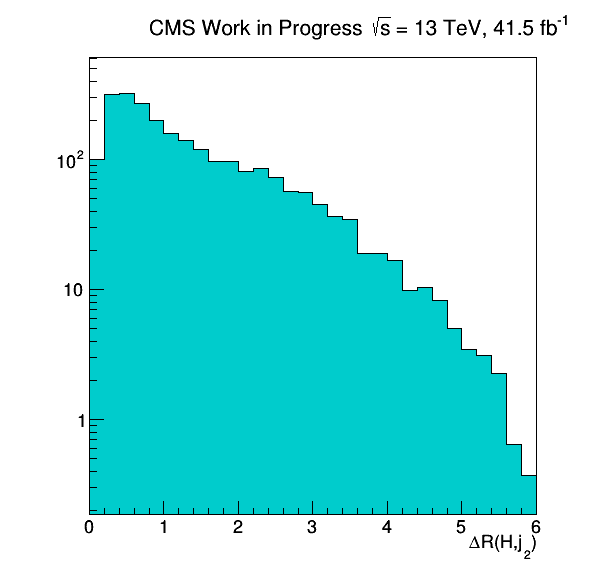 CMS Work in Progress √s = 13 TeV, 41.5 fb⁻¹
10²
10
1
0 1 2 3 4 5 6
ΔR(H,j₂)